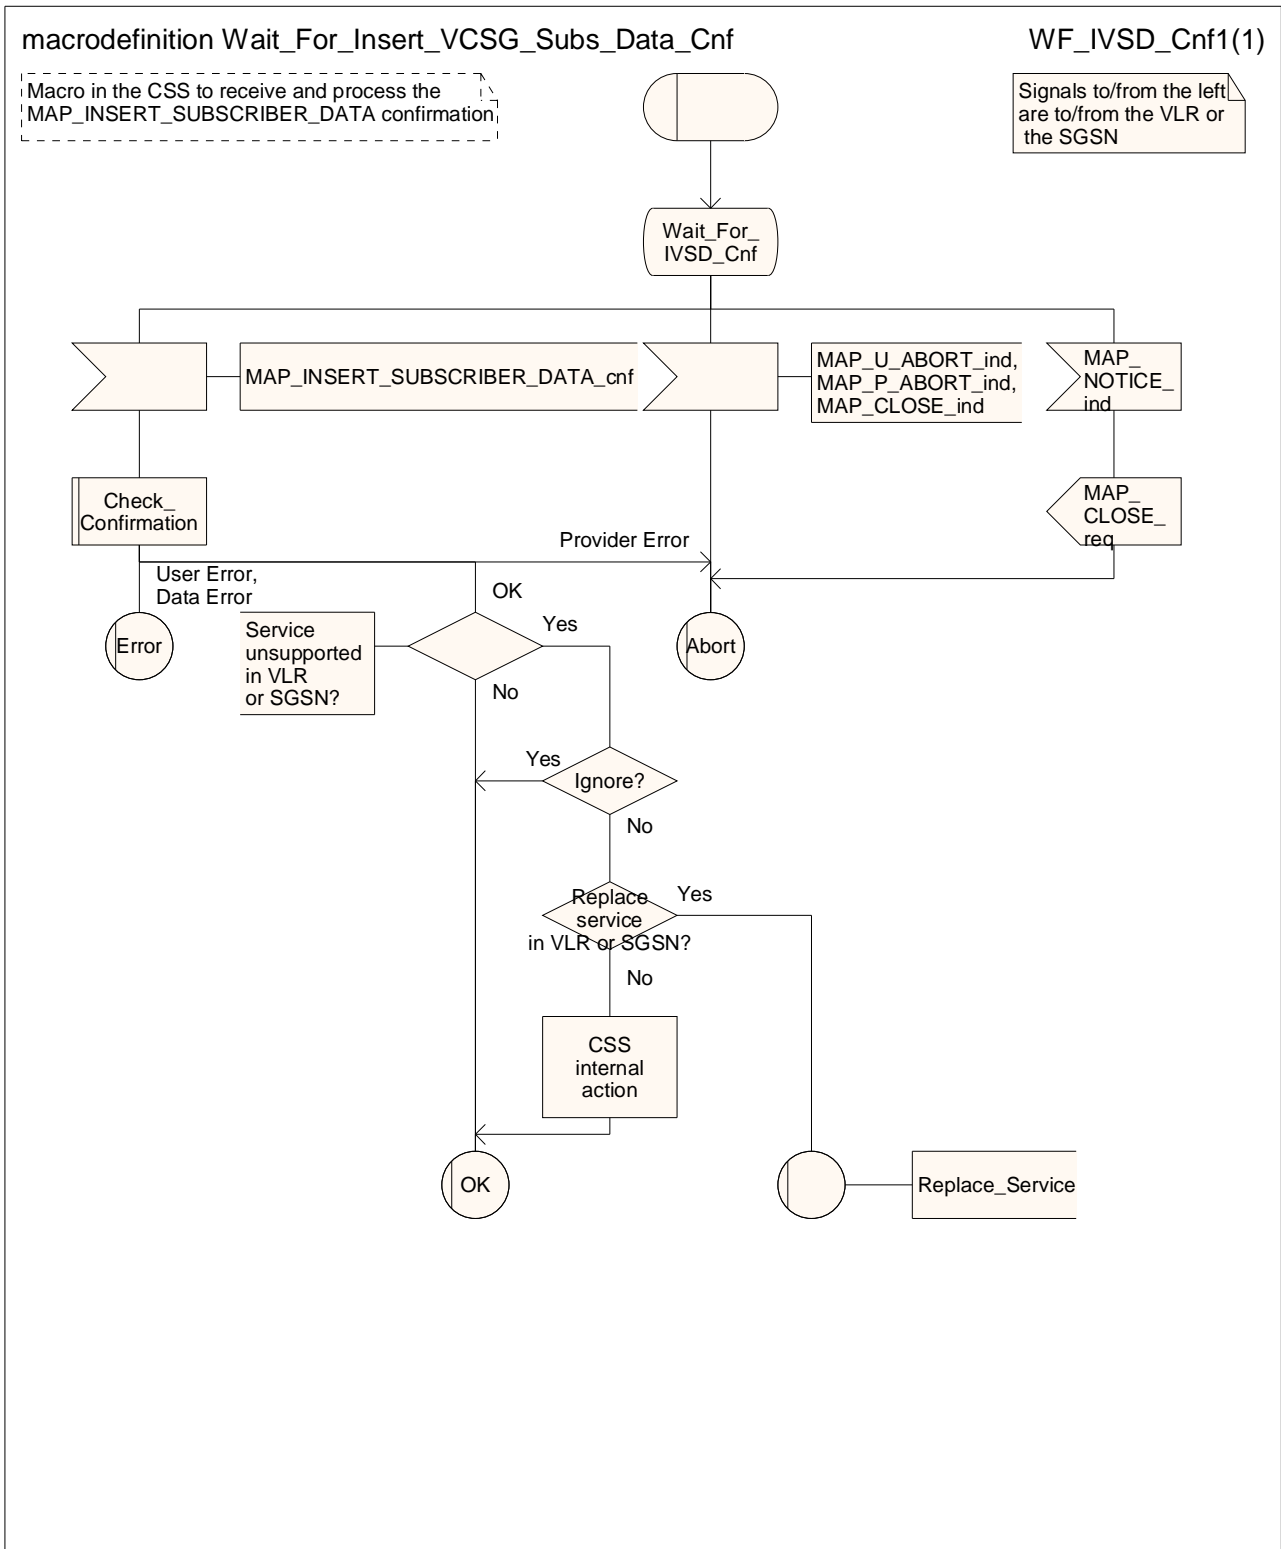 macrodefinition Wait_For_Insert_VCSG_Subs_Data_Cnf
WF_IVSD_Cnf1(1)
Macro in the CSS to receive and process the
MAP_INSERT_SUBSCRIBER_DATA confirmation
Signals to/from the left
are to/from the VLR or
the SGSN
Wait_For_
IVSD_Cnf
MAP_INSERT_SUBSCRIBER_DATA_cnf
MAP_U_ABORT_ind,
MAP_P_ABORT_ind,
MAP_CLOSE_ind
MAP_
NOTICE_
ind
Check_
Confirmation
MAP_
CLOSE_
req
Provider Error
User Error,
Data Error
OK
Error
Service
unsupported
in VLR
or SGSN?
Yes
No
Abort
Yes
Ignore?
No
Replace
service
in VLR or SGSN?
Yes
No
CSS
internal
action
OK
Replace_Service